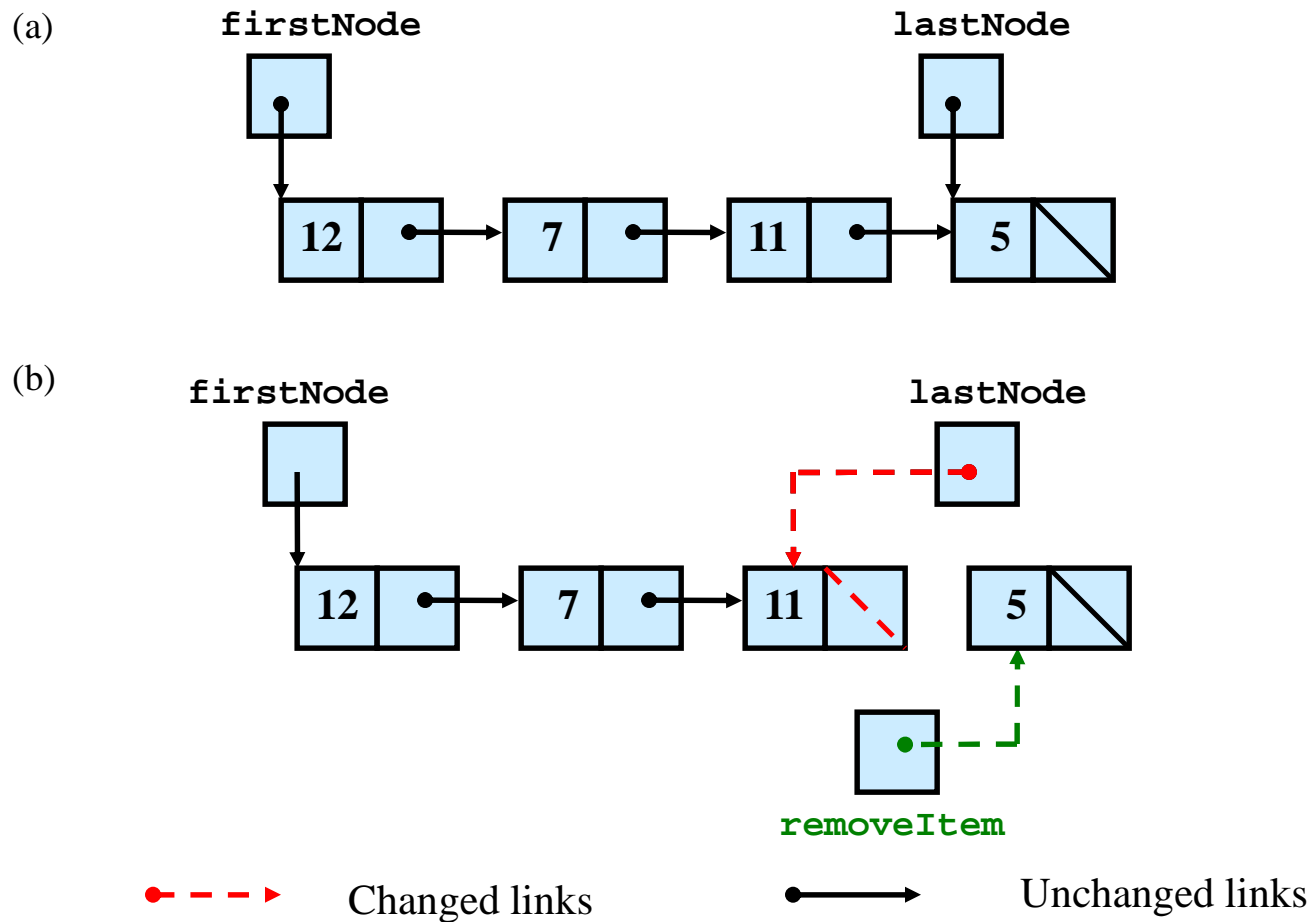 (a)
firstNode lastNode
12 7 11 5
(b)
firstNode lastNode
12 7 11 5
removeItem
Changed links Unchanged links